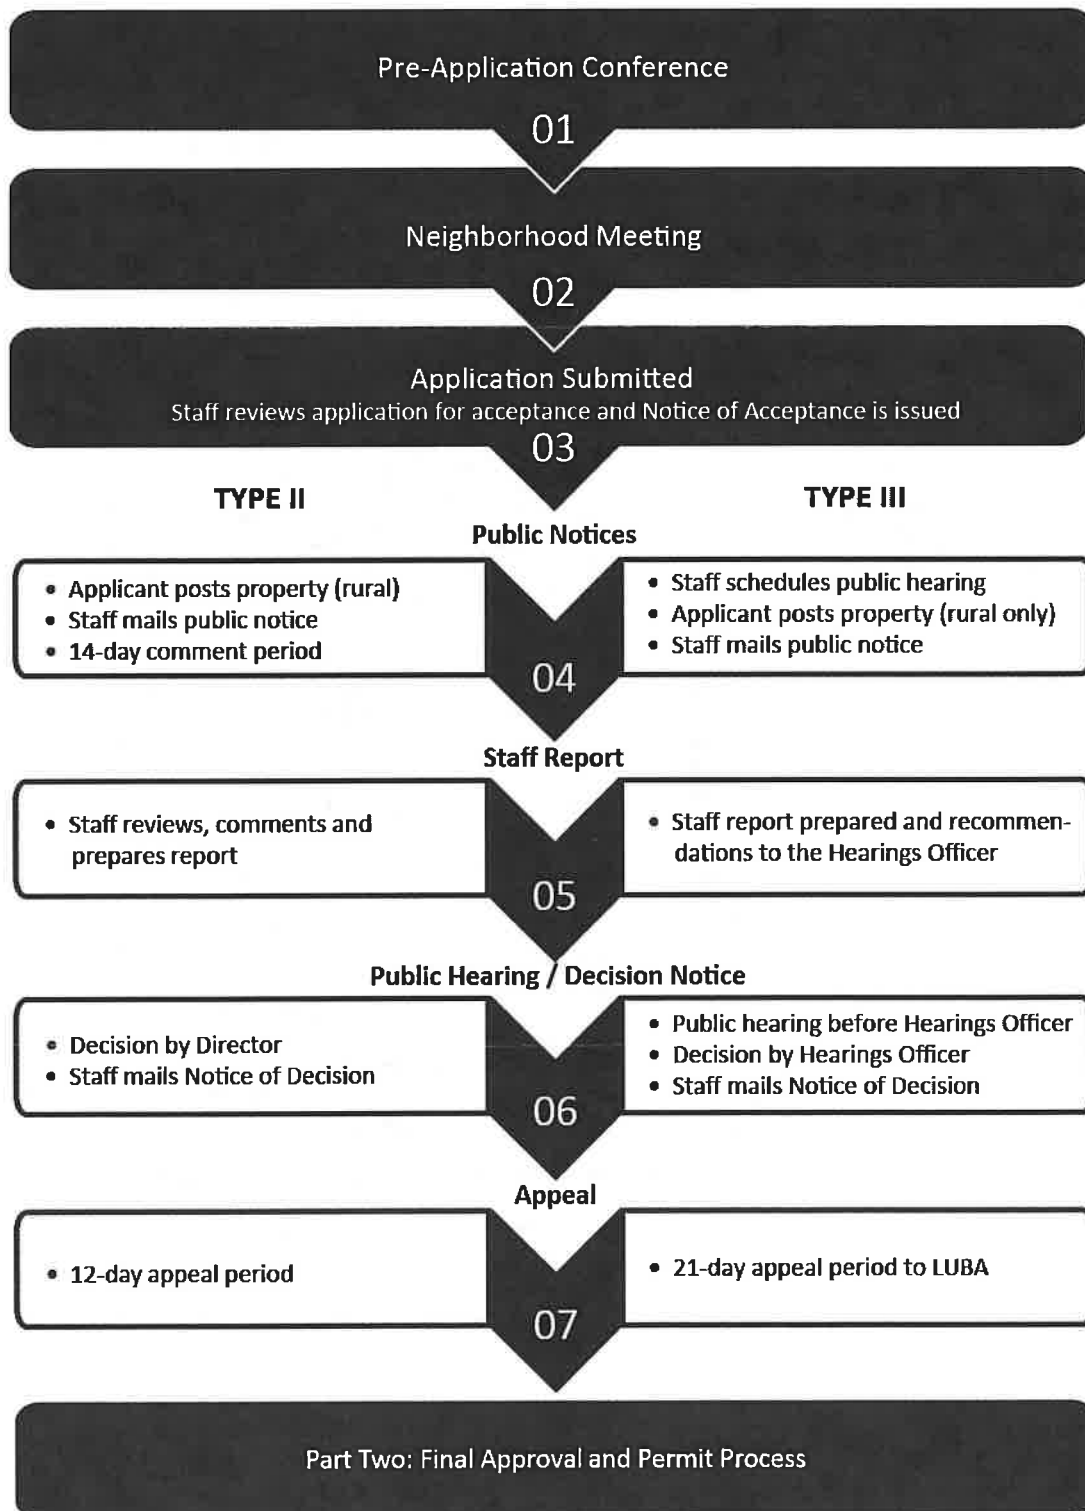 Pre-Application Conference
01
Neighborhood Meeting
02
Application Submitted
Staff reviews application for acceptance and Notice of Acceptance is issued
03
TYPE II
TYPE III
Public Notices
• Applicant posts property (rural)
• Staff mails public notice
• 14-day comment period
• Staff schedules public hearing
• Applicant posts property (rural only)
• Staff mails public notice
04
Staff Report
• Staff reviews, comments and
prepares report
• Staff report prepared and recommen-
dations to the Hearings Officer
05
Public Hearing / Decision Notice
• Decision by Director
• Staff mails Notice of Decision
• Public hearing before Hearings Officer
• Decision by Hearings Officer
• Staff mails Notice of Decision
06
Appeal
• 12-day appeal period
• 21-day appeal period to LUBA
07
Part Two: Final Approval and Permit Process